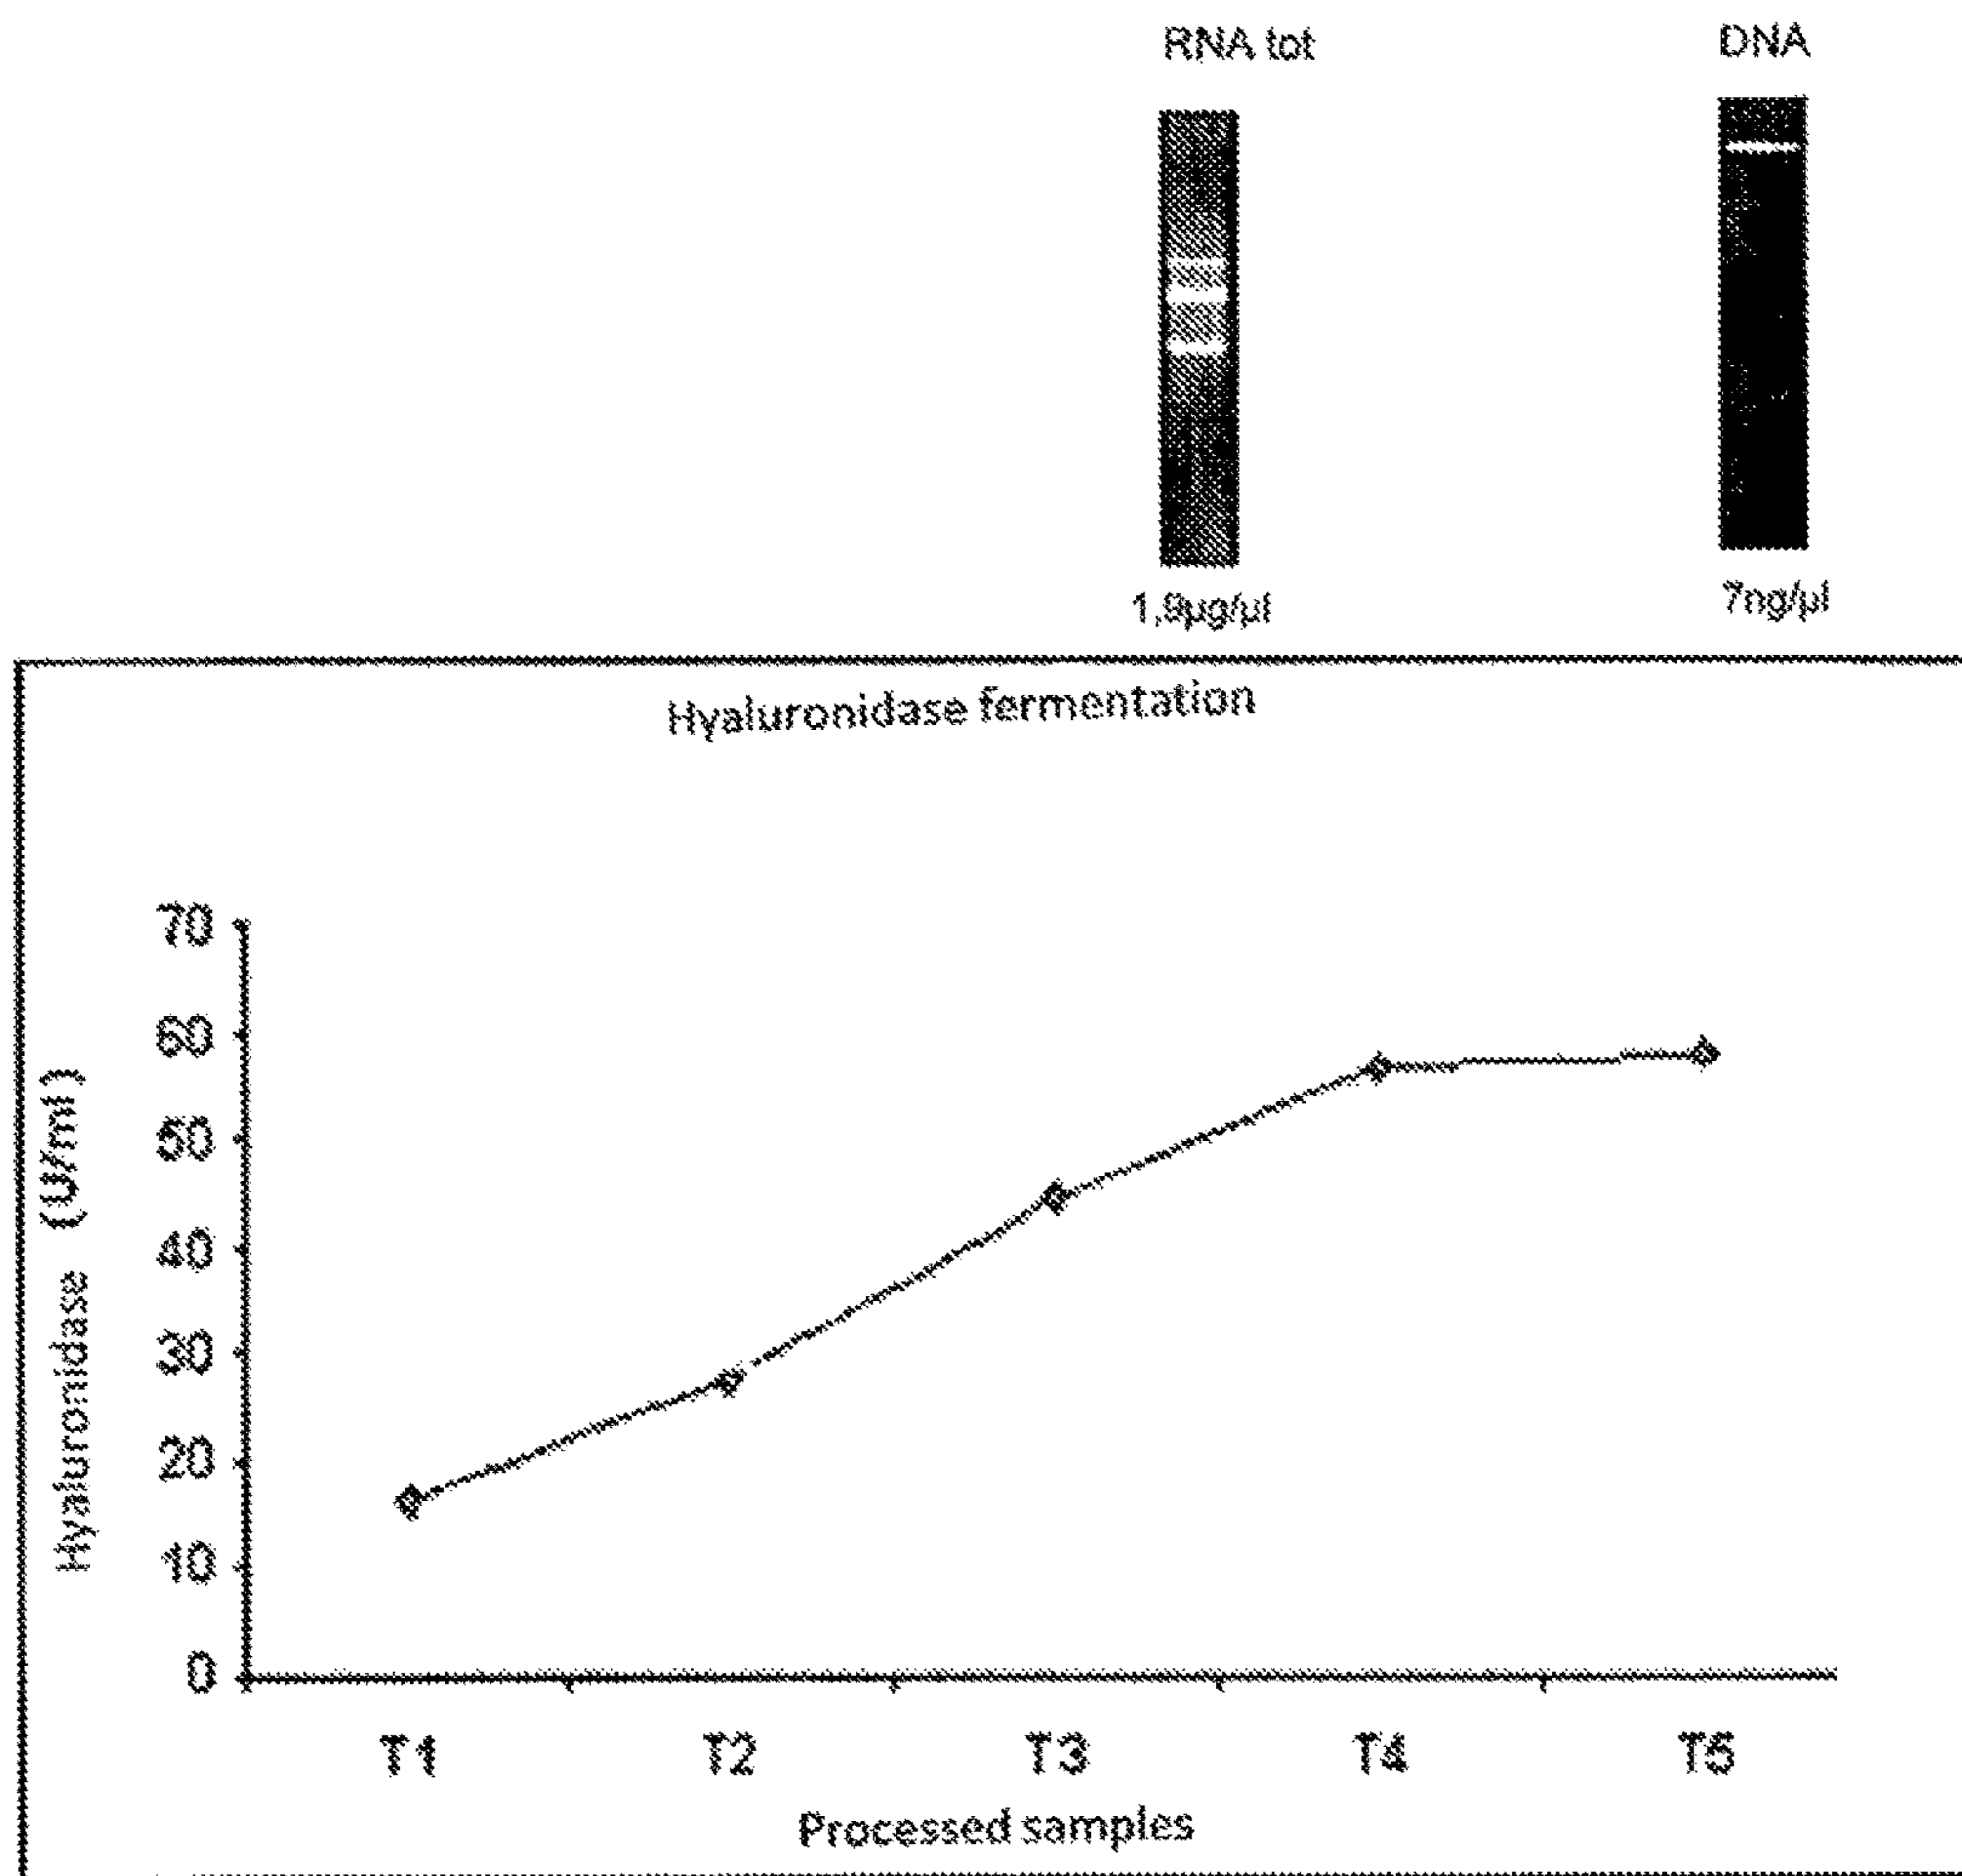 RNA tot
DNA
1,9µg/µl
7ng/µl
Hyaluronidase fermentation
Hyaluronidase (U/ml)
70
60
50
40
30
20
10
0
T1 T2 T3 T4 T5
Processed samples